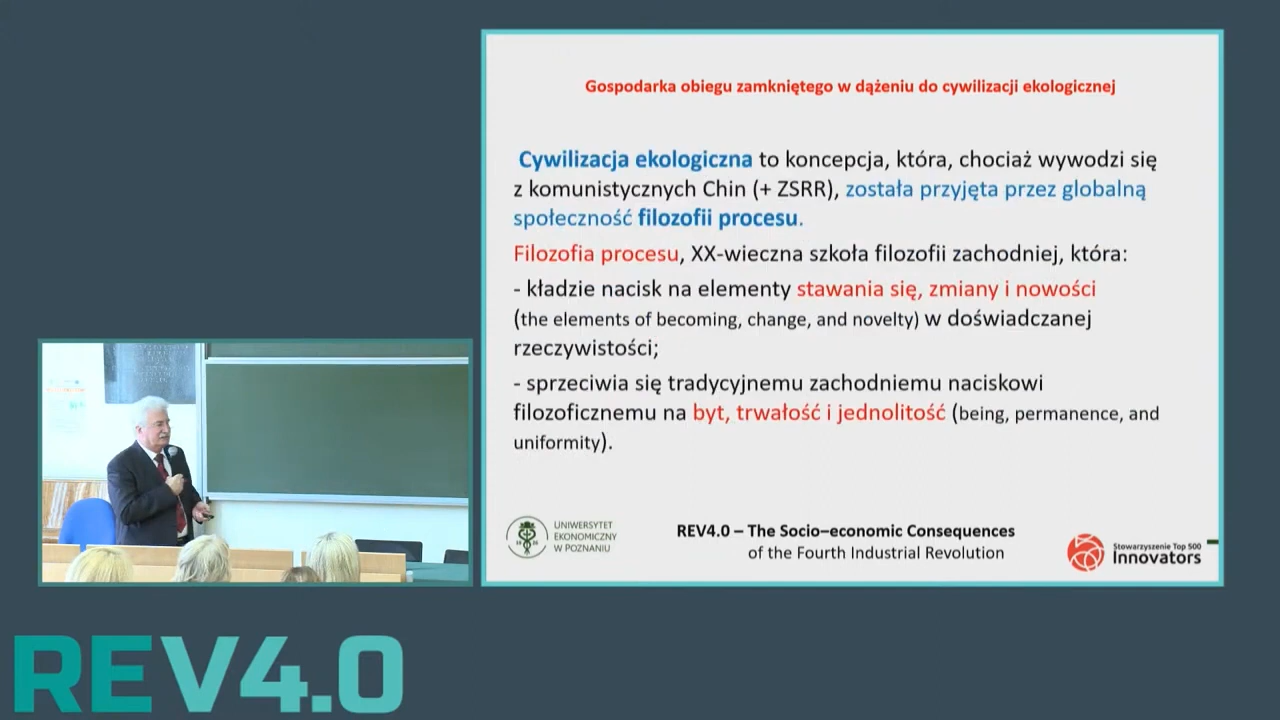 Gospodarka obiegu zamkniętego w dążeniu do cywilizacji ekologicznej
Cywilizacja ekologiczna to koncepcja, która, chociaż wywodzi się
z komunistycznych Chin (+ ZSRR), została przyjęta przez globalną
społeczność filozofii procesu.
Filozofia procesu, XX-wieczna szkoła filozofii zachodniej, która:
- kładzie nacisk na elementy stawania się, zmiany i nowości
(the elements of becoming, change, and novelty) w doświadczanej
rzeczywistości;
- sprzeciwia się tradycyjnemu zachodniemu naciskowi
filozoficznemu na byt, trwałość i jednolitość (being, permanence, and
uniformity).
UNIWERSYTET
EKONOMICZNY
W POZNANIU
REV4.0 – The Socio–economic Consequences
of the Fourth Industrial Revolution
Stowarzyszenie Top 500
Innovators
REV4.0